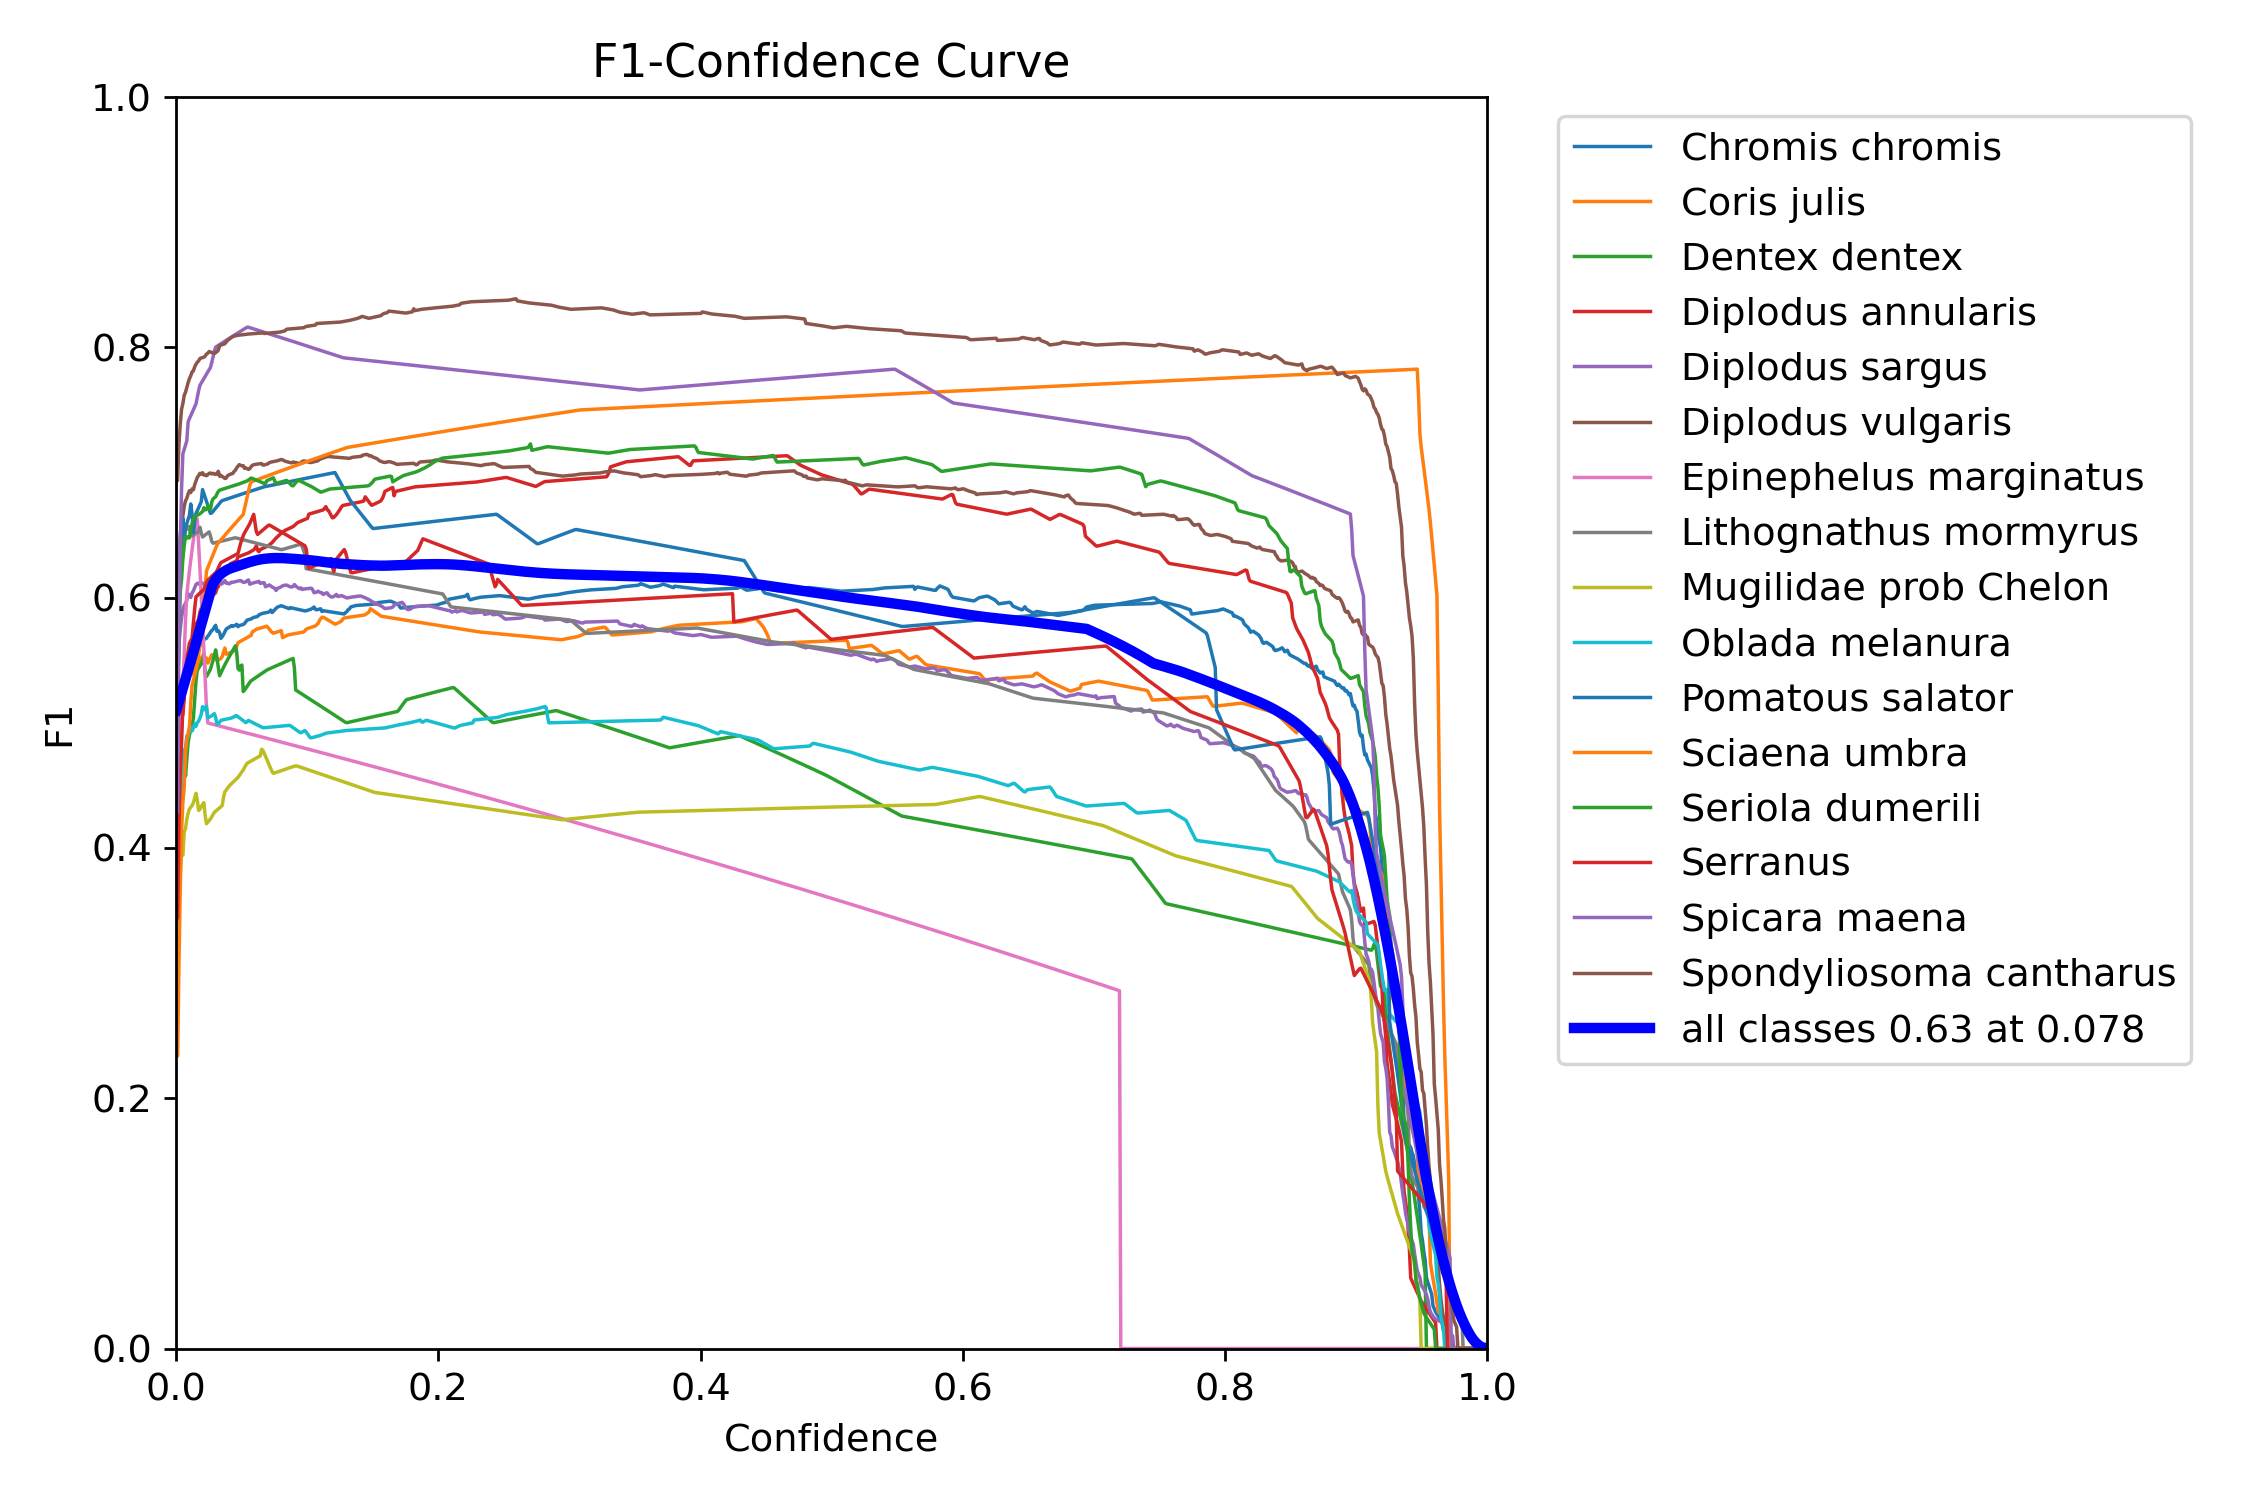 F1-Confidence Curve
1.0
0.8
0.6
0.4
0.2
0.0
F1
0.0 0.2 0.4 0.6 0.8 1.0
Confidence
Chromis chromis
Coris julis
Dentex dentex
Diplodus annularis
Diplodus sargus
Diplodus vulgaris
Epinephelus marginatus
Lithognathus mormyrus
Mugilidae prob Chelon
Oblada melanura
Pomatous salator
Sciaena umbra
Seriola dumerili
Serranus
Spicara maena
Spondyliosoma cantharus
all classes 0.63 at 0.078